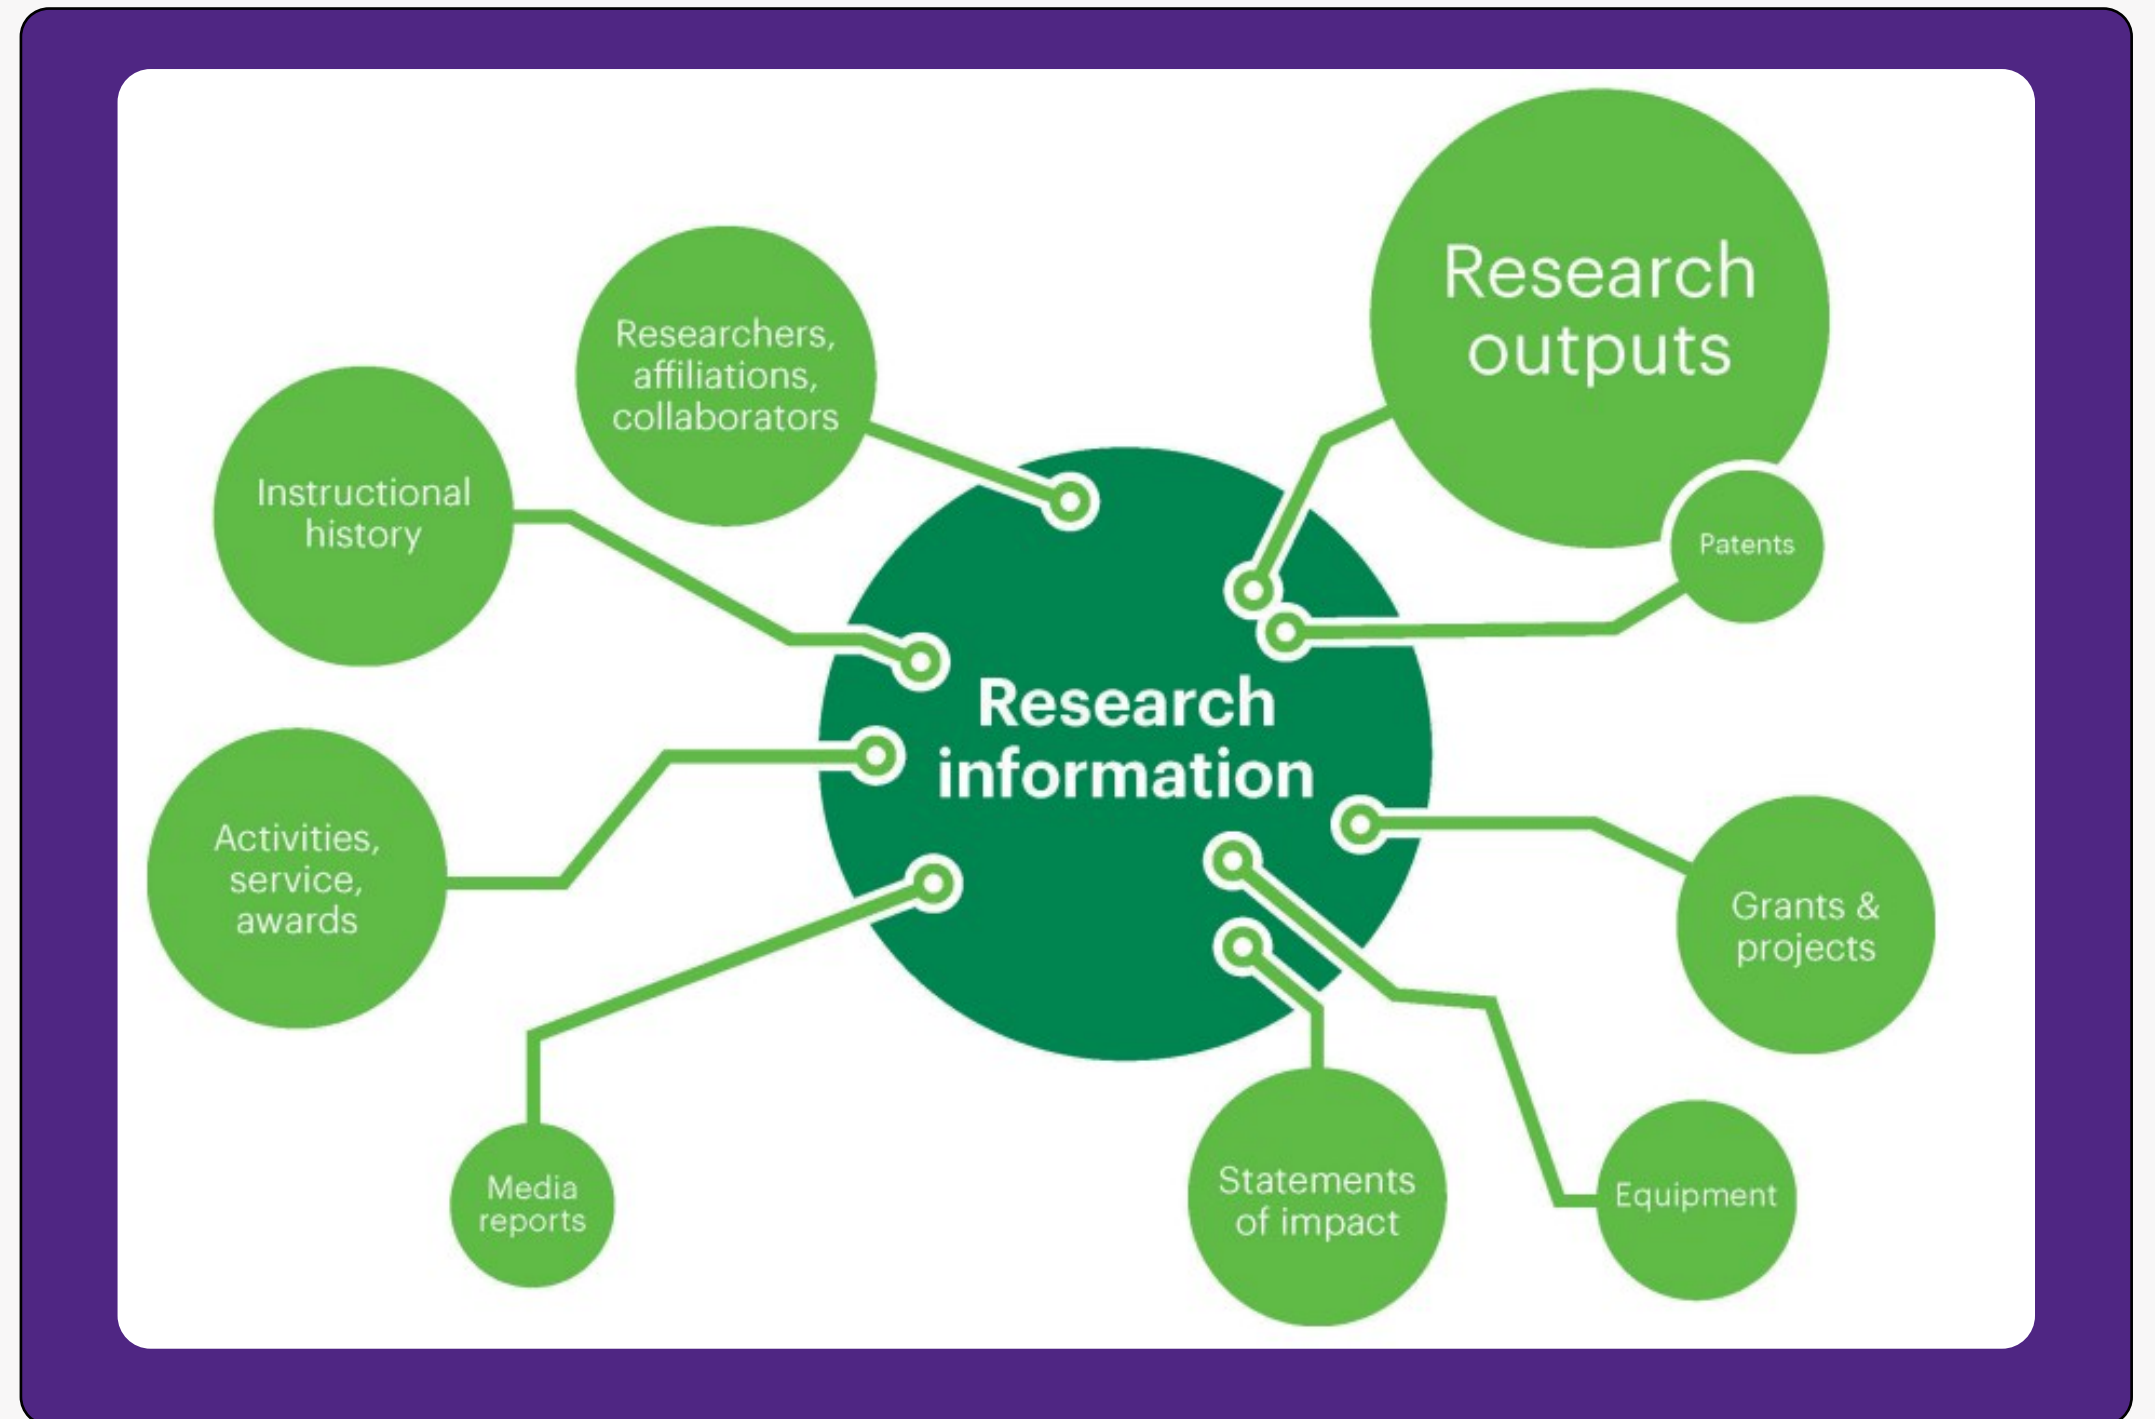 Research
outputs
Researchers,
affiliations,
collaborators
Instructional
history
Patents
Research
information
Activities,
service,
awards
Grants &
projects
Media
reports
Statements
of impact
Equipment